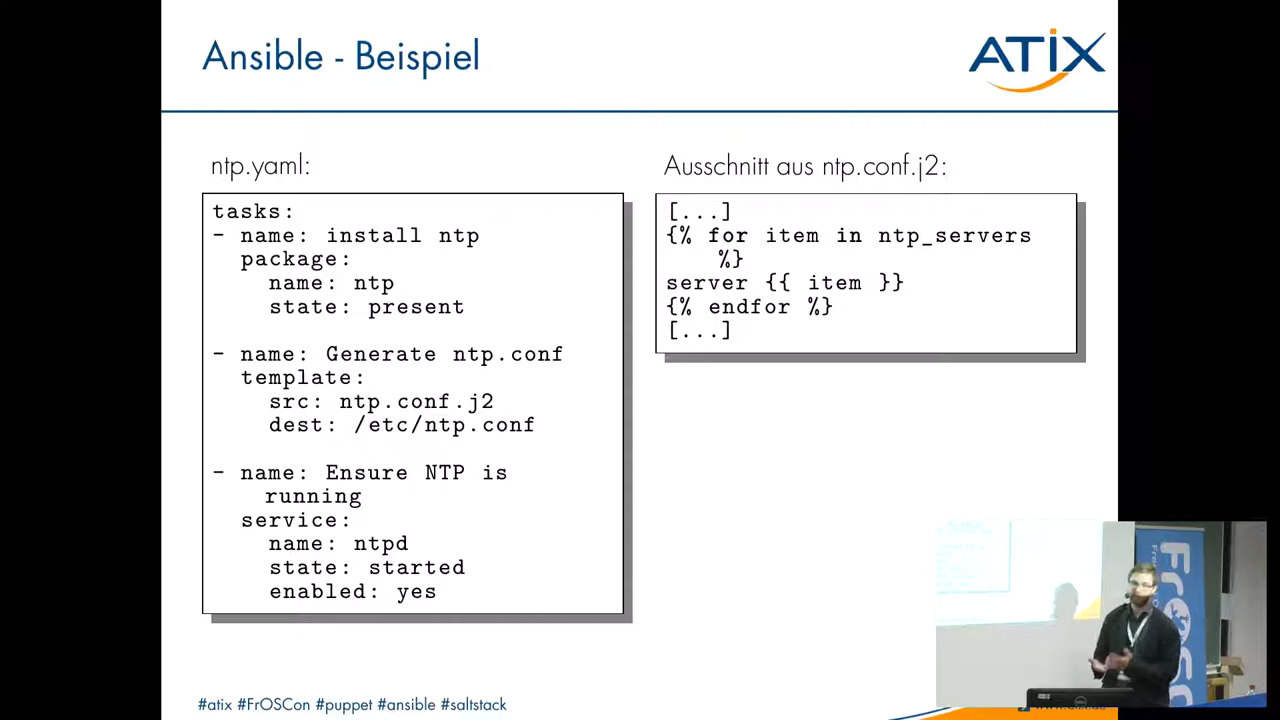 Ansible - Beispiel
ATIX
ntp.yaml:
tasks:
- name: install ntp
package:
name: ntp
state: present
- name: Generate ntp.conf
template:
src: ntp.conf.j2
dest: /etc/ntp.conf
- name: Ensure NTP is
running
service:
name: ntpd
state: started
enabled: yes
Ausschnitt aus ntp.conf.j2:
[...]
{% for item in ntp_servers
%}
server {{ item }}
{% endfor %}
[...]
#atix #FrOSCon #puppet #ansible #saltstack